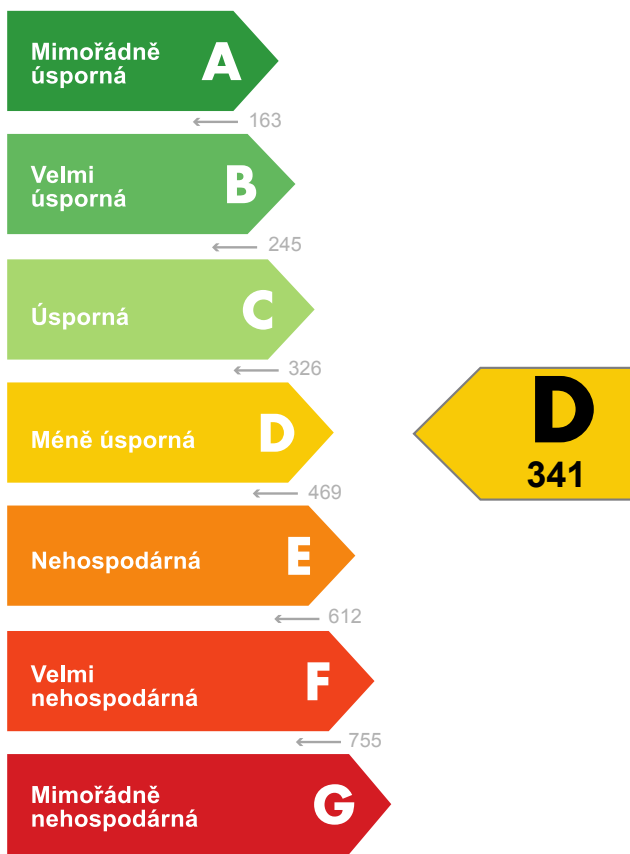 Mimořádně
úsporná
A
← 163
Velmi
úsporná
B
← 245
Úsporná
C
← 326
Méně úsporná
D
← 469
D
341
Nehospodárná
E
← 612
Velmi
nehospodárná
F
← 755
Mimořádně
nehospodárná
G